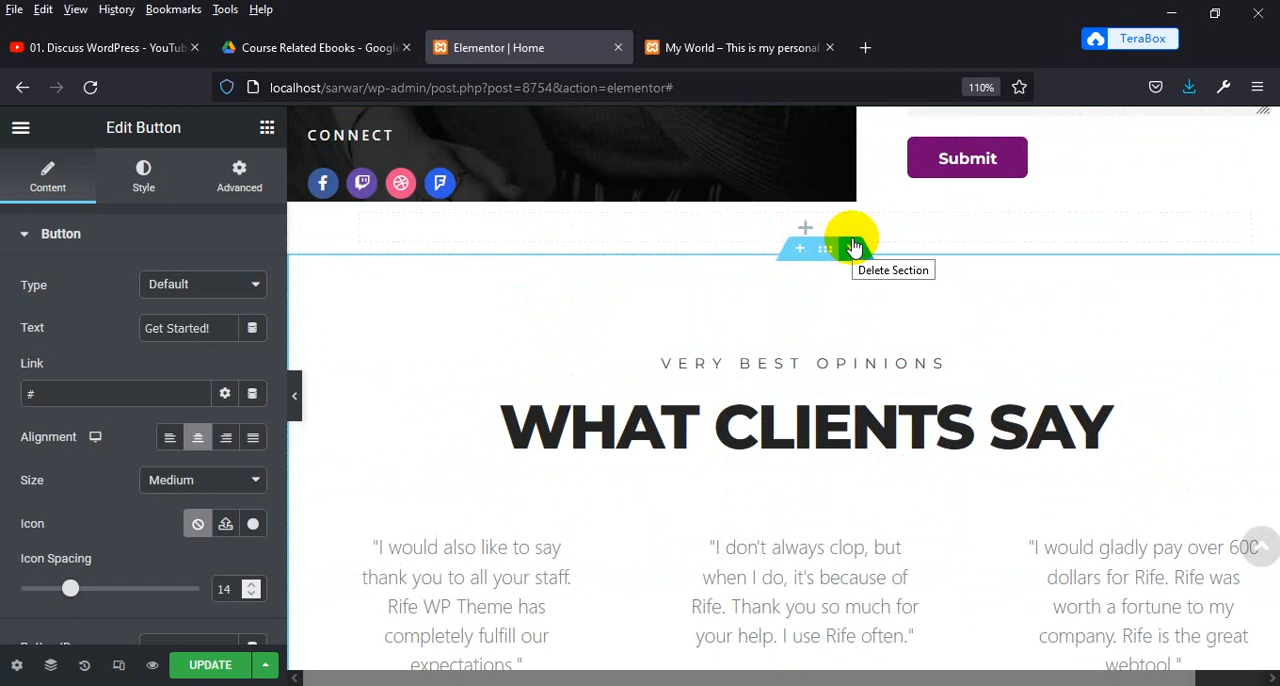 File Edit View History Bookmarks Tools Help
01. Discuss WordPress - YouTub
Course Related Ebooks - Google
Elementor | Home
My World – This is my personal
TeraBox
localhost/sarwar/wp-admin/post.php?post=8754&action=elementor#
110%
Edit Button
Content
Style
Advanced
Button
Type
Default
Text
Get Started!
Link
#
Alignment
Size
Medium
Icon
Icon Spacing
14
UPDATE
CONNECT
Submit
Delete Section
VERY BEST OPINIONS
WHAT CLIENTS SAY
"I would also like to say
thank you to all your staff.
Rife WP Theme has
completely fulfill our
expectations."
"I don't always clop, but
when I do, it's because of
Rife. Thank you so much for
your help. I use Rife often."
"I would gladly pay over 600
dollars for Rife. Rife was
worth a fortune to my
company. Rife is the great
webtool."